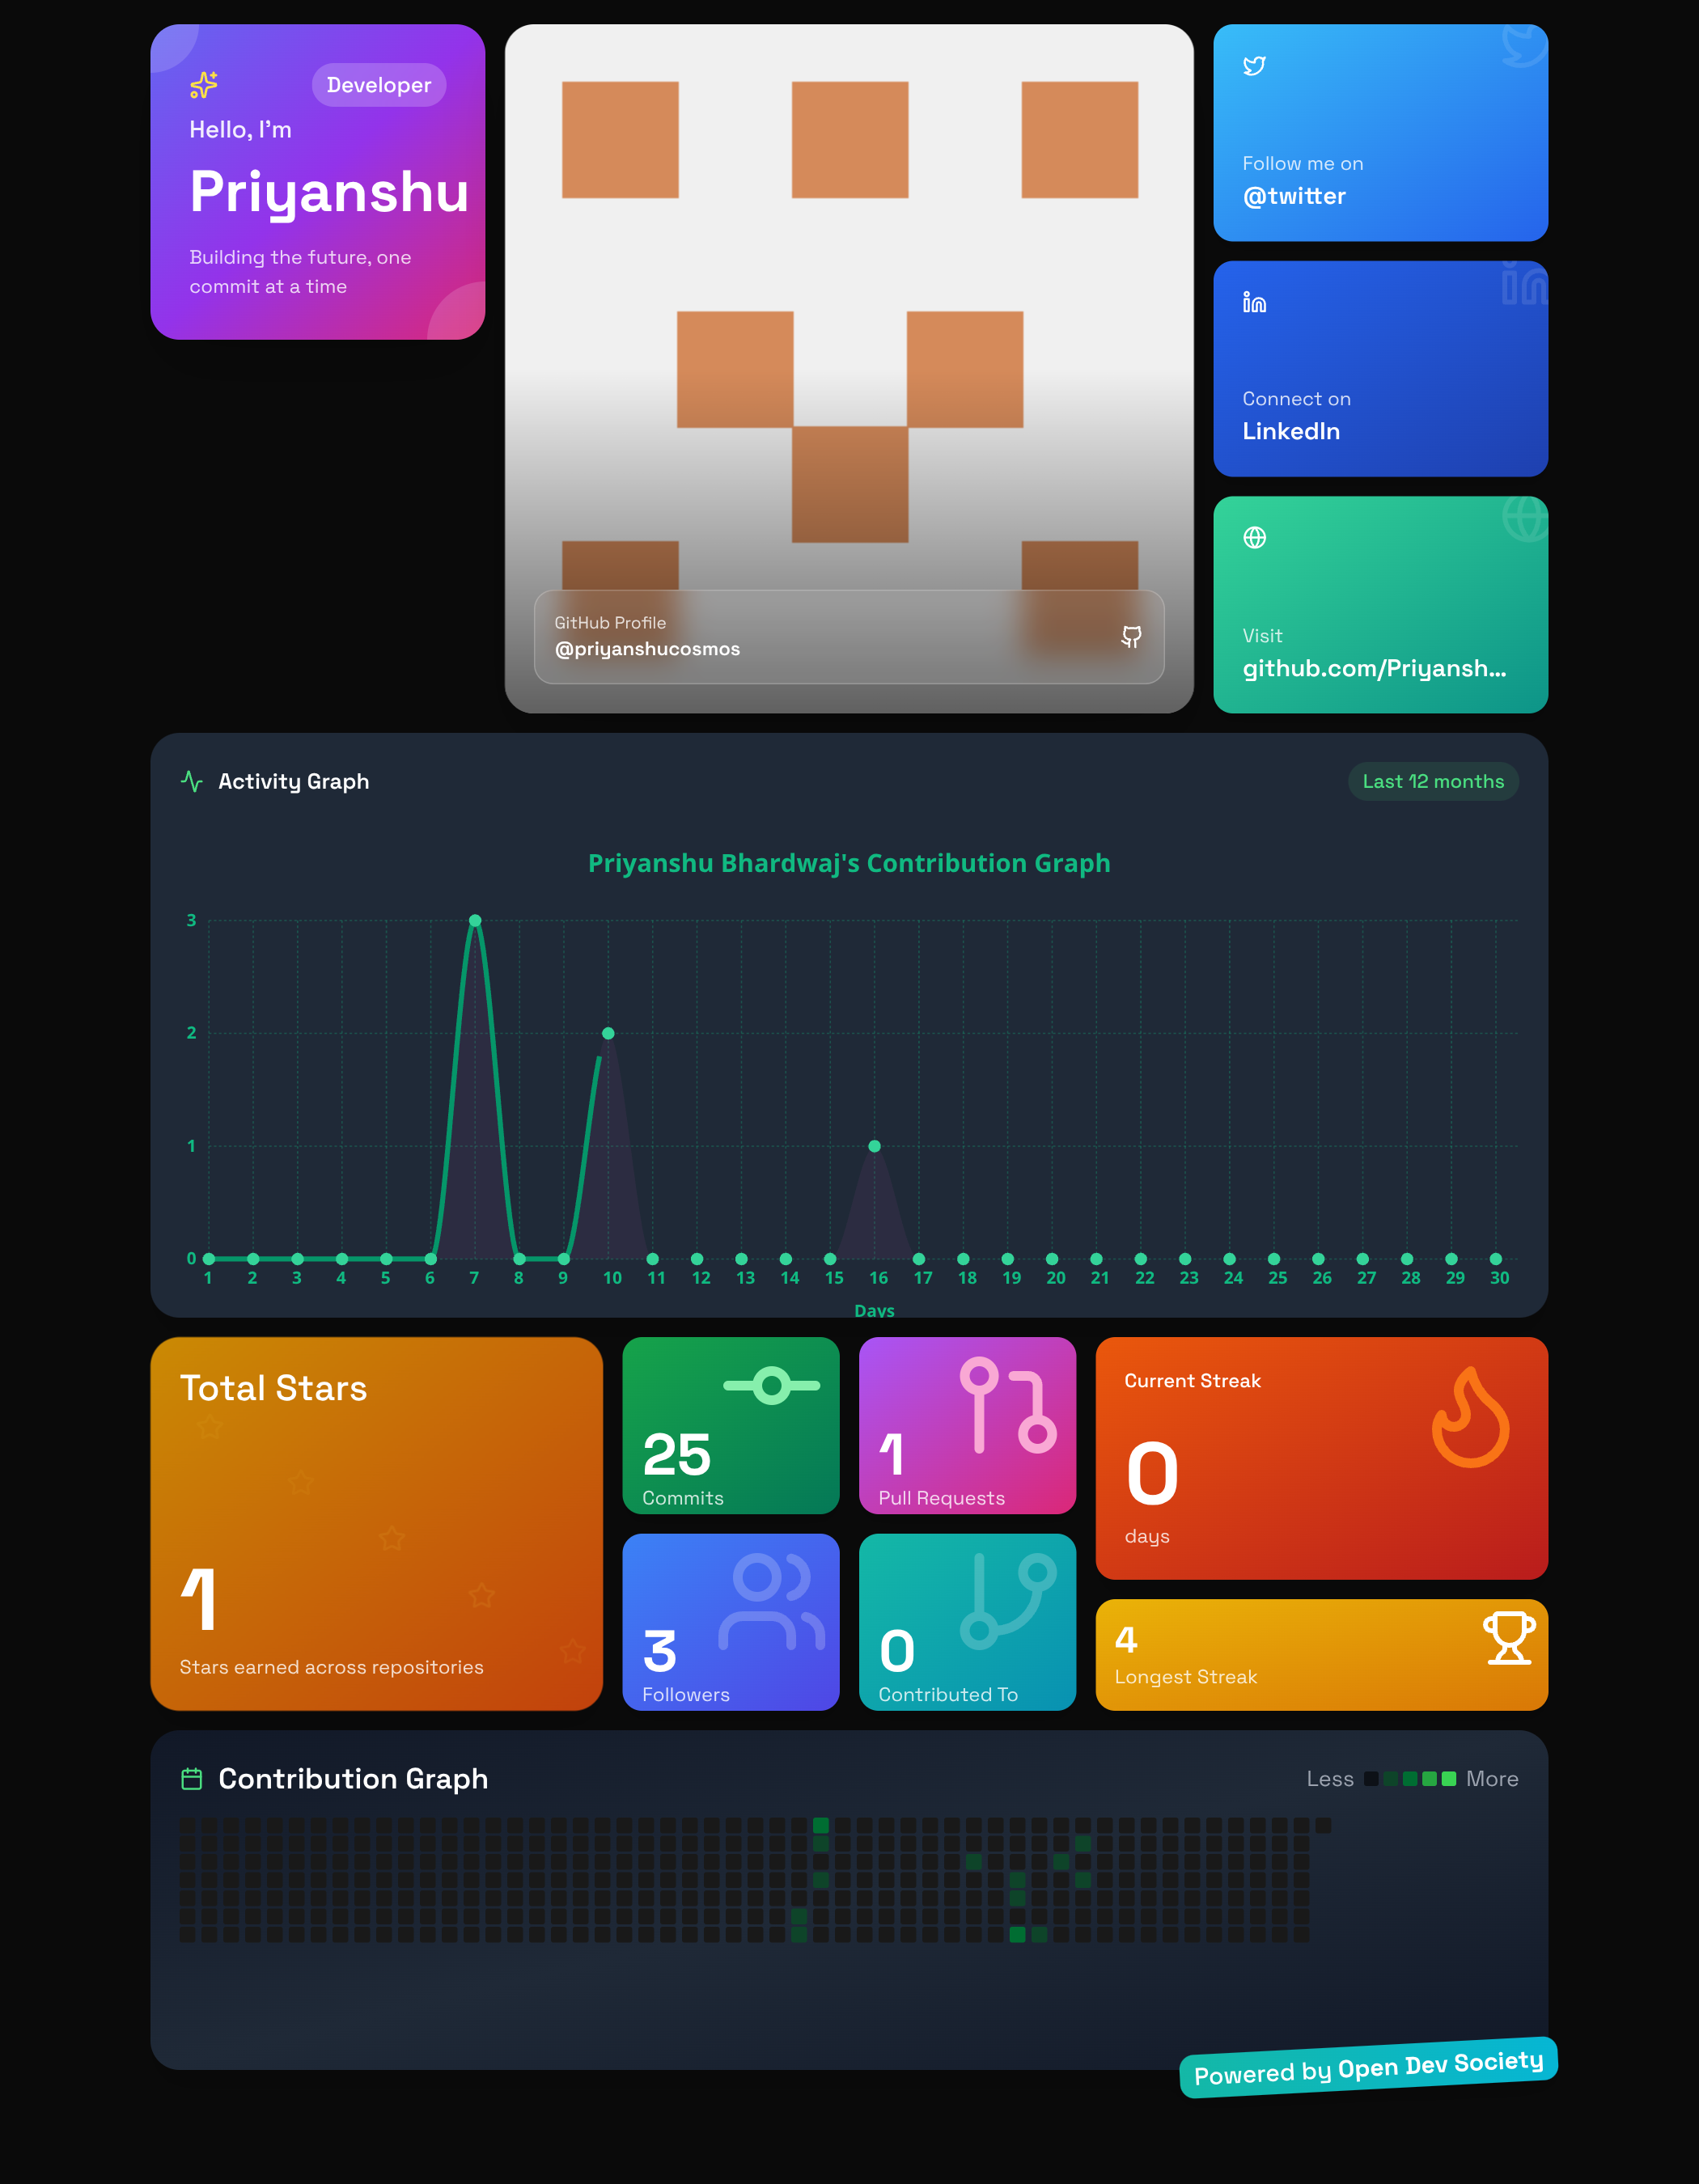 Developer
Hello, I'm
Priyanshu
Building the future, one
commit at a time
GitHub Profile
@priyanshucosmos
Follow me on
@twitter
Connect on
LinkedIn
Visit
github.com/Priyansh...
Activity Graph
Last 12 months
Priyanshu Bhardwaj's Contribution Graph
3
2
1
0
1 2 3 4 5 6 7 8 9 10 11 12 13 14 15 16 17 18 19 20 21 22 23 24 25 26 27 28 29 30
Days
Total Stars
1
Stars earned across repositories
25
Commits
1
Pull Requests
3
Followers
0
Contributed To
Current Streak
0
days
4
Longest Streak
Contribution Graph
Less More
Powered by Open Dev Society